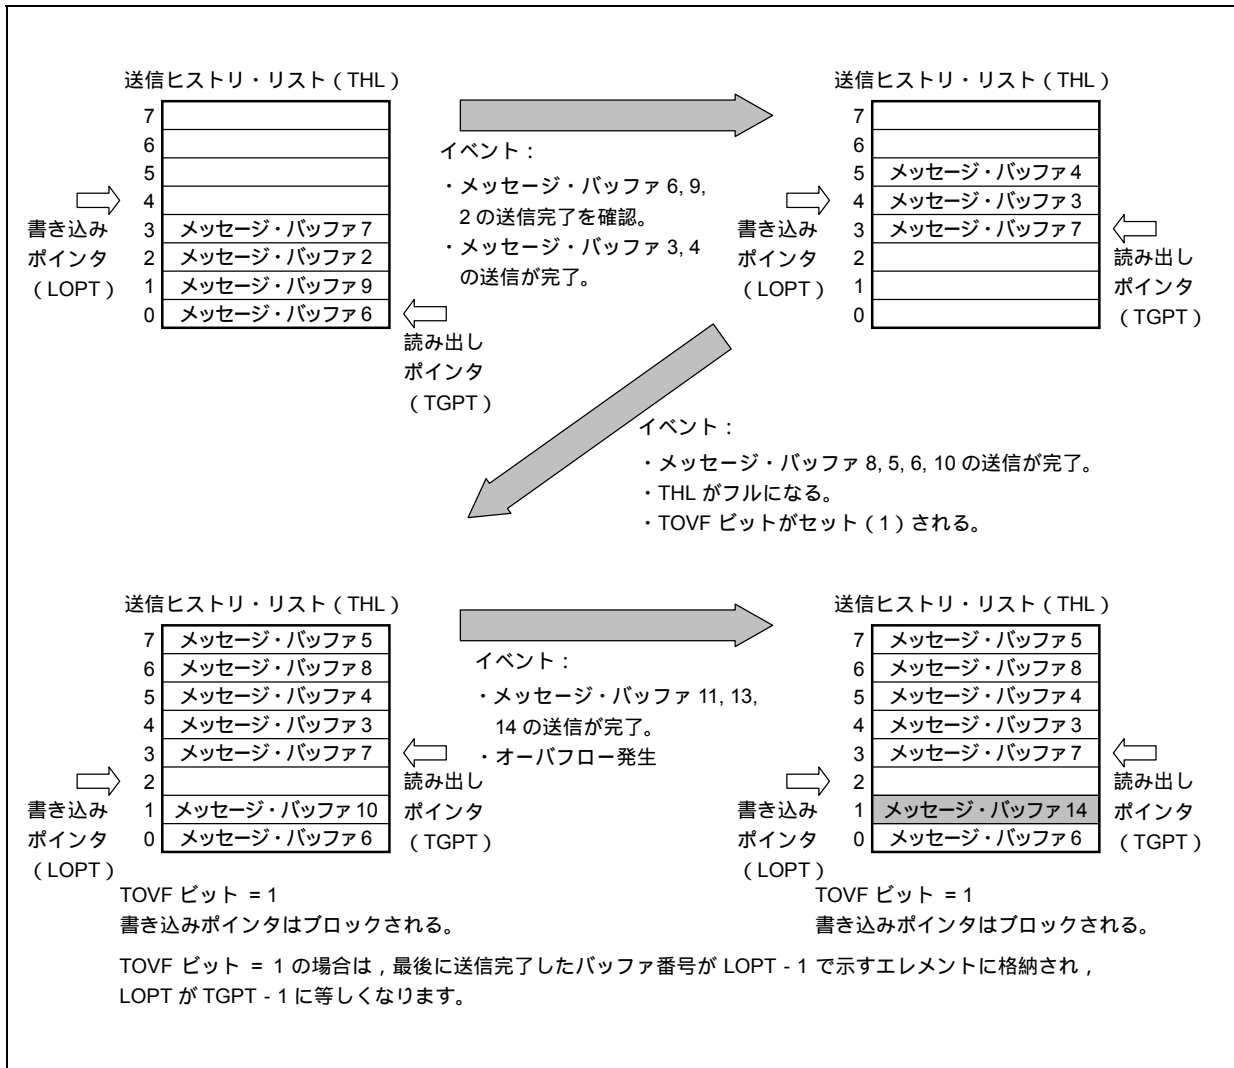 送信ヒストリ・リスト（THL）
7
6
5
4
3 メッセージ・バッファ 7
2 メッセージ・バッファ 2
1 メッセージ・バッファ 9
0 メッセージ・バッファ 6
書き込み
ポインタ
（LOPT）
読み出し
ポインタ
（TGPT）
イベント：
・メッセージ・バッファ 6, 9,
2 の送信完了を確認。
・メッセージ・バッファ 3, 4
の送信が完了。
送信ヒストリ・リスト（THL）
7
6
5 メッセージ・バッファ 4
4 メッセージ・バッファ 3
3 メッセージ・バッファ 7
2
1
0
書き込み
ポインタ
（LOPT）
読み出し
ポインタ
（TGPT）
イベント：
・メッセージ・バッファ 8, 5, 6, 10 の送信が完了。
・THL がフルになる。
・TOVF ビットがセット（1）される。
送信ヒストリ・リスト（THL）
7 メッセージ・バッファ 5
6 メッセージ・バッファ 8
5 メッセージ・バッファ 4
4 メッセージ・バッファ 3
3 メッセージ・バッファ 7
2
1 メッセージ・バッファ 10
0 メッセージ・バッファ 6
書き込み
ポインタ
（LOPT）
読み出し
ポインタ
（TGPT）
TOVF ビット = 1
書き込みポインタはブロックされる。
イベント：
・メッセージ・バッファ 11, 13,
14 の送信が完了。
・オーバフロー発生
送信ヒストリ・リスト（THL）
7 メッセージ・バッファ 5
6 メッセージ・バッファ 8
5 メッセージ・バッファ 4
4 メッセージ・バッファ 3
3 メッセージ・バッファ 7
2
1 メッセージ・バッファ 14
0 メッセージ・バッファ 6
書き込み
ポインタ
（LOPT）
読み出し
ポインタ
（TGPT）
TOVF ビット = 1
書き込みポインタはブロックされる。
TOVF ビット = 1 の場合は，最後に送信完了したバッファ番号が LOPT - 1 で示すエレメントに格納され，
LOPT が TGPT - 1 に等しくなります。